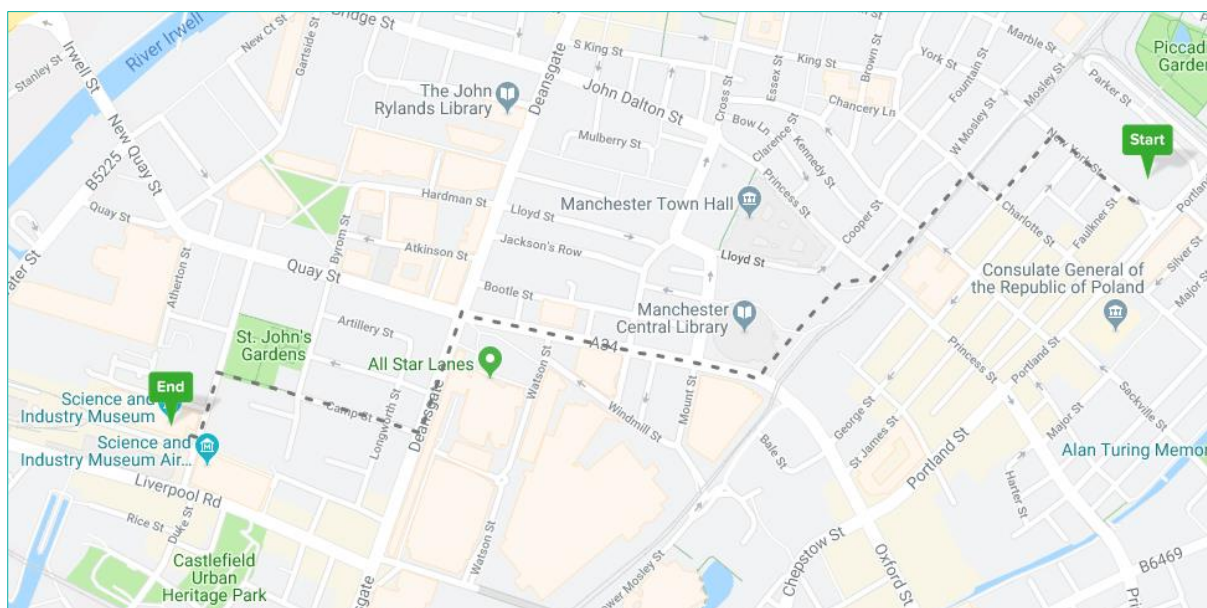 Bridge St
Marble St
Irwell St
River Irwell
New Ct St
Gartside St
Stanley St
Deansgate
S King St
King St
York St
Fountain St
Mosley St
Parker St
Essex St
Brown St
Cross St
Chancery Ln
The John
Rylands Library
John Dalton St
Bow Ln
Clarence St
Kennedy St
W Mosley St
New York St
Start
Portland
New Quay St
B5225
Mulberry St
Princess St
Hardman St
Manchester Town Hall
Lloyd St
Cooper St
Charlotte St
Faulkner St
Quay St
Byrom St
Atkinson St
Jackson's Row
Lloyd St
Silver St
Major St
ater St
Atherton St
Quay St
Bootle St
Consulate General of
the Republic of Poland
Manchester
Central Library
Artillery St
St. John's
Gardens
A34
All Star Lanes
Watson St
Princess St
Portland St
End
Science and
Industry Museum
Camp St
Longworth St
Deansgate
Windmill St
Mount St
George St
St James St
Sackville St
Science and
Industry Museum Air...
Bale St
Portland St
Major St
Alan Turing Memor
Liverpool Rd
Harter St
Rice St
Duke St
Watson St
Castlefield
Urban
Heritage Park
Deansgate
ower Mosley St
Chepstow St
Oxford St
B6469
Pri
Piccad
Garden